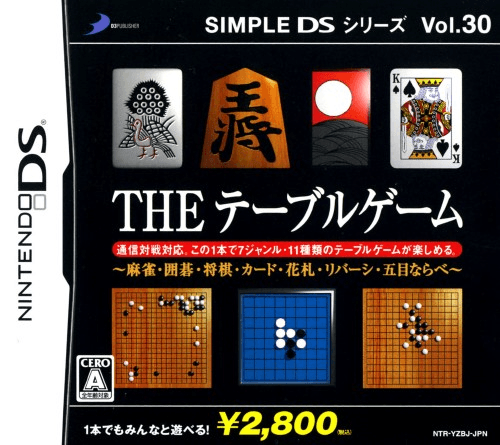 D3PUBLISHER
SIMPLE DS シリーズ Vol.30
王将
K
THE テーブルゲーム
通信対戦対応。この1本で7ジャンル・11種類のテーブルゲームが楽しめる。
～麻雀・囲碁・将棋・カード・花札・リバーシ・五目ならべ～
NINTENDO DS
CERO
A
全年齢対象
1本でもみんなと遊べる! ¥2,800(税込)
NTR-YZBJ-JPN